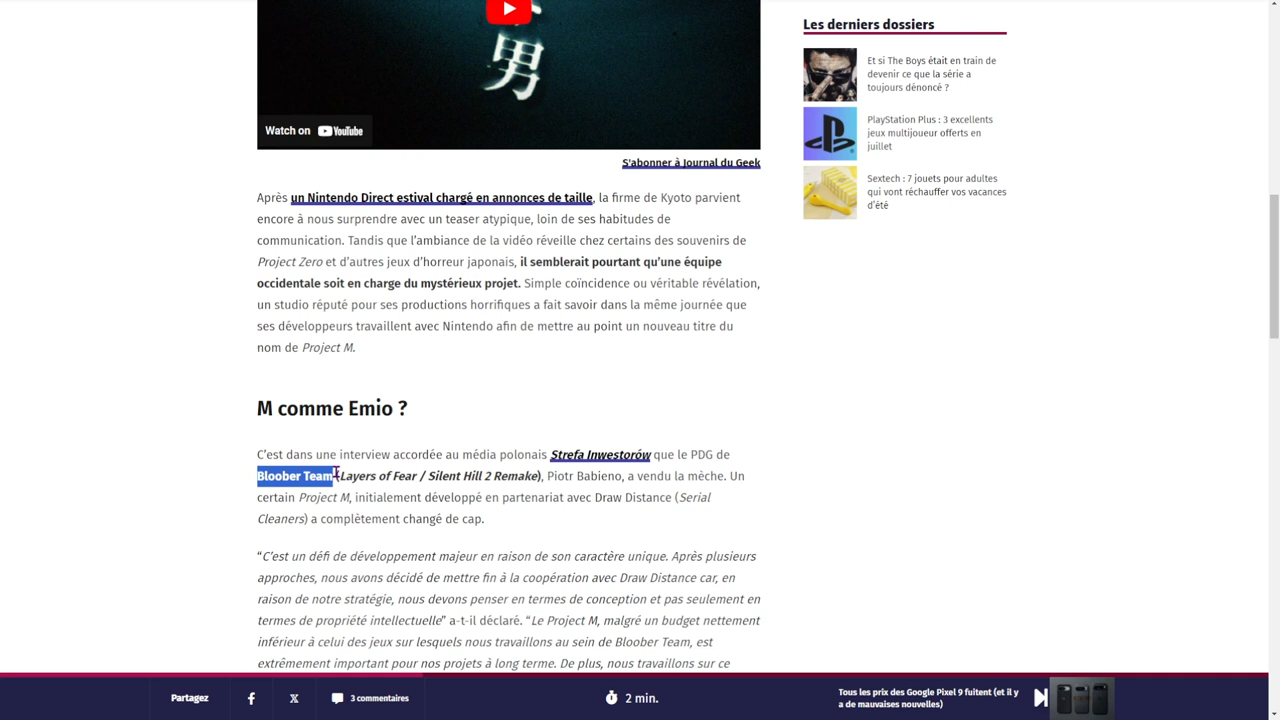 男
Watch on YouTube
S'abonner à Journal du Geek
Après un Nintendo Direct estival chargé en annonces de taille, la firme de Kyoto parvient
encore à nous surprendre avec un teaser atypique, loin de ses habitudes de
communication. Tandis que l'ambiance de la vidéo réveille chez certains des souvenirs de
Project Zero et d'autres jeux d'horreur japonais, il semblerait pourtant qu'une équipe
occidentale soit en charge du mystérieux projet. Simple coïncidence ou véritable révélation,
un studio réputé pour ses productions horrifiques a fait savoir dans la même journée que
ses développeurs travaillent avec Nintendo afin de mettre au point un nouveau titre du
nom de Project M.
M comme Emio ?
C'est dans une interview accordée au média polonais Strefa Inwestorów que le PDG de
Bloober Team (Layers of Fear / Silent Hill 2 Remake), Piotr Babieno, a vendu la mèche. Un
certain Project M, initialement développé en partenariat avec Draw Distance (Serial
Cleaners) a complètement changé de cap.
“C'est un défi de développement majeur en raison de son caractère unique. Après plusieurs
approches, nous avons décidé de mettre fin à la coopération avec Draw Distance car, en
raison de notre stratégie, nous devons penser en termes de conception et pas seulement en
termes de propriété intellectuelle” a-t-il déclaré. “Le Project M, malgré un budget nettement
inférieur à celui des jeux sur lesquels nous travaillons au sein de Bloober Team, est
extrêmement important pour nos projets à long terme. De plus, nous travaillons sur ce
Les derniers dossiers
Et si The Boys était en train de
devenir ce que la série a
toujours dénoncé ?
PlayStation Plus : 3 excellents
jeux multijoueur offerts en
juillet
Sextech : 7 jouets pour adultes
qui vont réchauffer vos vacances
d'été
Partagez
3 commentaires
2 min.
Tous les prix des Google Pixel 9 fuitent (et il y
a de mauvaises nouvelles)